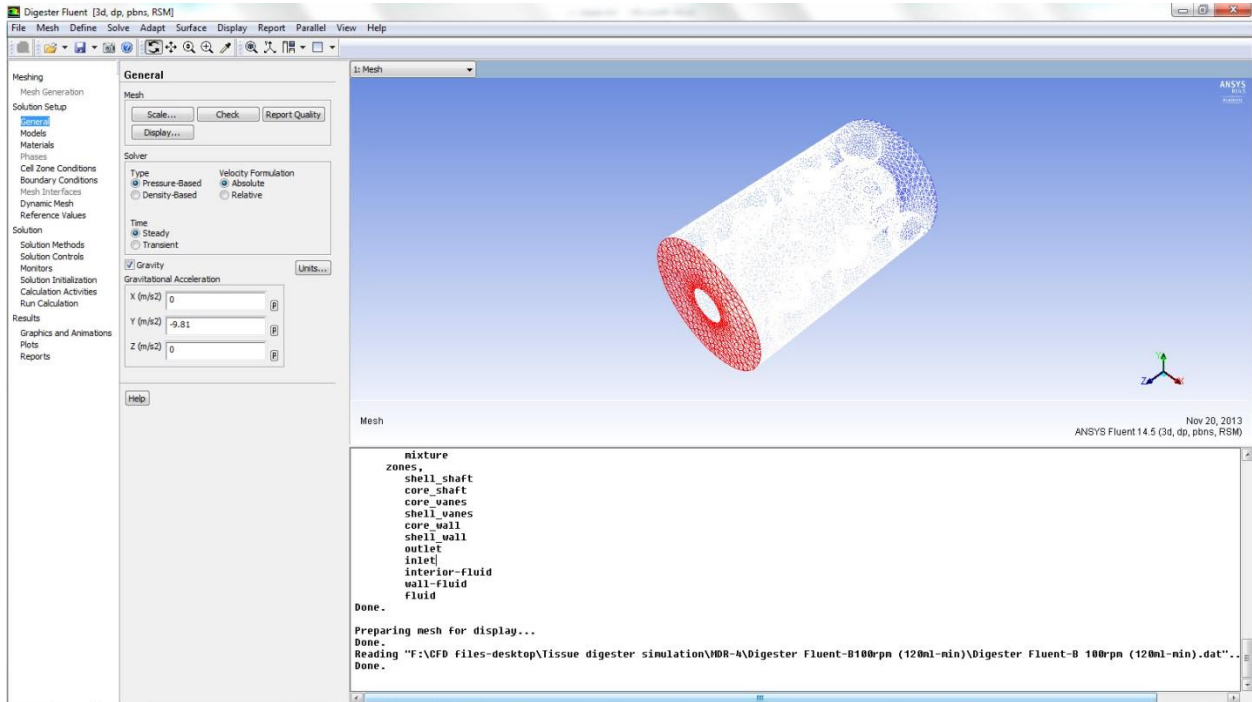 Digester Fluent [3d, dp, pbns, RSM]
File Mesh Define Solve Adapt Surface Display Report Parallel View Help
Meshing
Mesh Generation
Solution Setup
General
Models
Materials
Phases
Cell Zone Conditions
Boundary Conditions
Mesh Interfaces
Dynamic Mesh
Reference Values
Solution
Solution Methods
Solution Controls
Monitors
Solution Initialization
Calculation Activities
Run Calculation
Results
Graphics and Animations
Plots
Reports
General
Mesh
Scale... Check Report Quality
Display...
Solver
Type Velocity Formulation
Pressure-Based Absolute
Density-Based Relative
Time
Steady
Transient
Gravity Units...
Gravitational Acceleration
X (m/s2) 0 P
Y (m/s2) -9.81 P
Z (m/s2) 0 P
Help
1: Mesh
ANSYS
Y
Z X
Mesh
Nov 20, 2013
ANSYS Fluent 14.5 (3d, dp, pbns, RSM)
mixture
zones,
shell_shaft
core_shaft
core_vanes
shell_vanes
core_wall
shell_wall
outlet
inlet
interior-fluid
wall-fluid
fluid
Done.
Preparing mesh for display...
Done.
Reading "F:\CFD files-desktop\Tissue digester simulation\MDR-4\Digester Fluent-B100rpm (120ml-min)\Digester Fluent-B 100rpm (120ml-min).dat"..
Done.